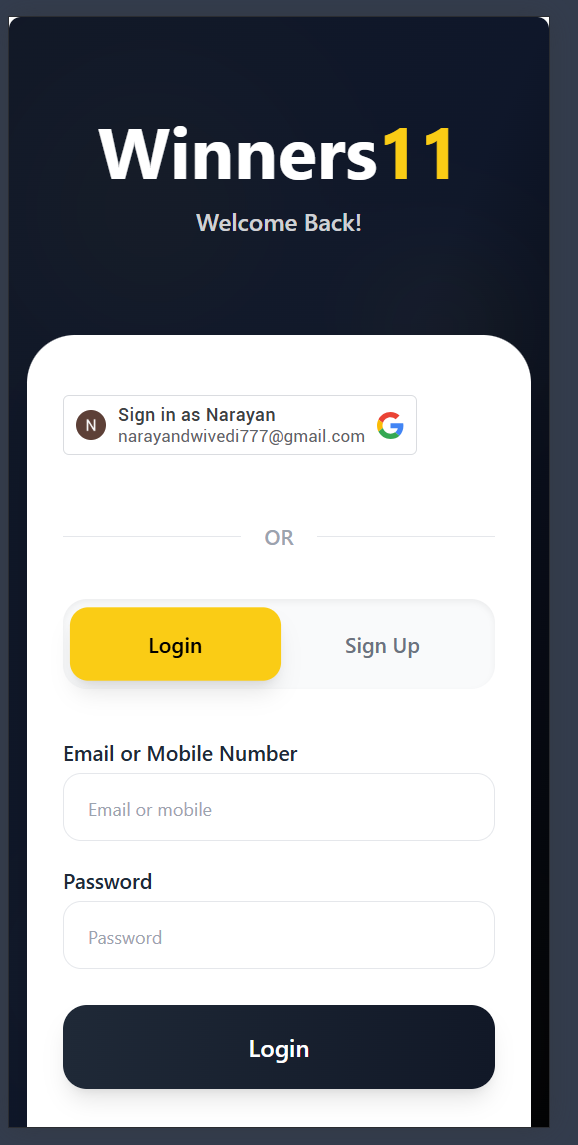 Winners11
Welcome Back!
N
Sign in as Narayan
narayandwivedi777@gmail.com
OR
Login
Sign Up
Email or Mobile Number
Email or mobile
Password
Password
Login